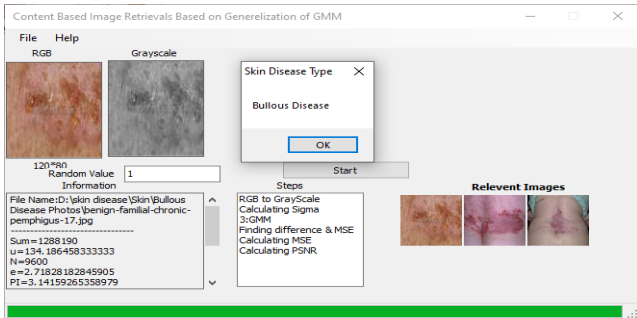 Content Based Image Retrievals Based on Generelization of GMM
File Help
RGB
Grayscale
Skin Disease Type
Bullous Disease
OK
120*80
Random Value 1
Start
Information
File Name:D:\skin disease\Skin\Bullous
Disease Photos\benign-familial-chronic-
pemphigus-17.jpg
--------------------------------
Sum=1288190
u=134.186458333333
N=9600
e=2.71828182845905
PI=3.14159265358979
Steps
RGB to GrayScale
Calculating Sigma
3:GMM
Finding difference & MSE
Calculating MSE
Calculating PSNR
Relevent Images